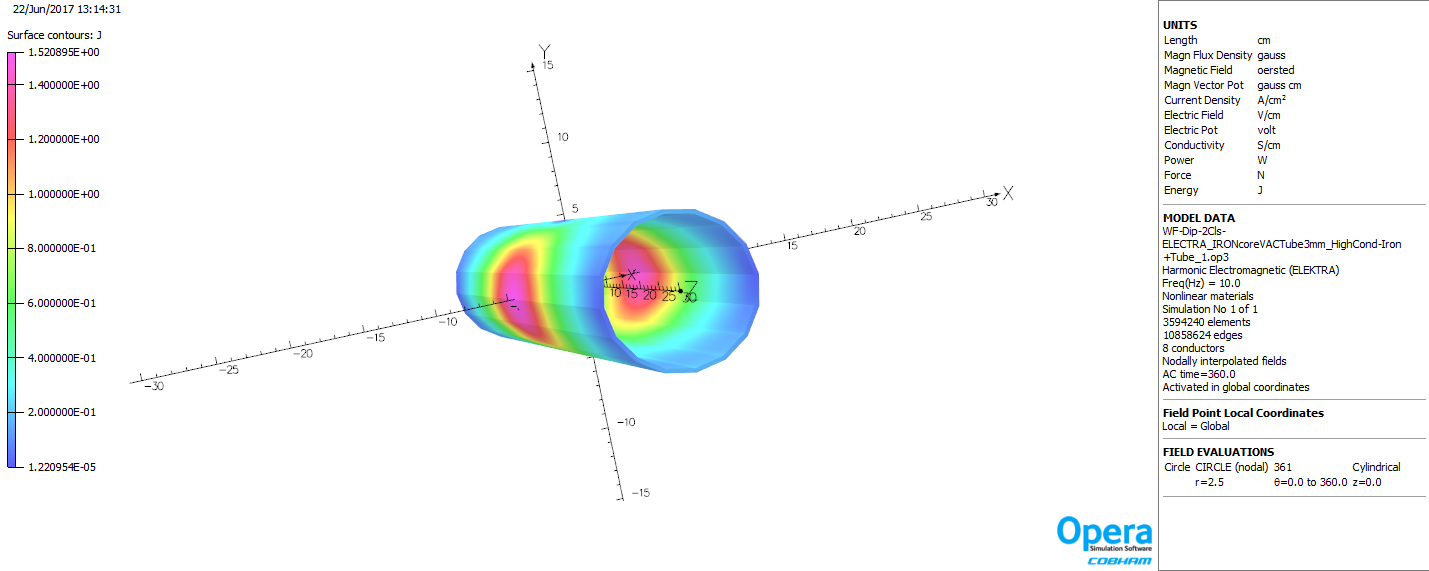 22/Jun/2017 13:14:31
Surface contours: J
1.520895E+00
1.400000E+00
1.200000E+00
1.000000E+00
8.000000E-01
6.000000E-01
4.000000E-01
2.000000E-01
1.220954E-05
Y
15
10
5
X
30
25
20
15
X
Z
10 15 20 25 30
-10
-15
-20
-25
-30
-10
-15
Opera
Simulation Software
COBHAM
UNITS
Length cm
Magn Flux Density gauss
Magnetic Field oersted
Magn Vector Pot gauss cm
Current Density A/cm²
Electric Field V/cm
Electric Pot volt
Conductivity S/cm
Power W
Force N
Energy J
MODEL DATA
WF-Dip-2Cls-
ELECTRA_IRONcoreVACTube3mm_HighCond-Iron
+Tube_1.op3
Harmonic Electromagnetic (ELEKTRA)
Freq(Hz) = 10.0
Nonlinear materials
Simulation No 1 of 1
3594240 elements
10858624 edges
8 conductors
Nodally interpolated fields
AC time=360.0
Activated in global coordinates
Field Point Local Coordinates
Local = Global
FIELD EVALUATIONS
Circle CIRCLE (nodal) 361 Cylindrical
r=2.5 θ=0.0 to 360.0 z=0.0